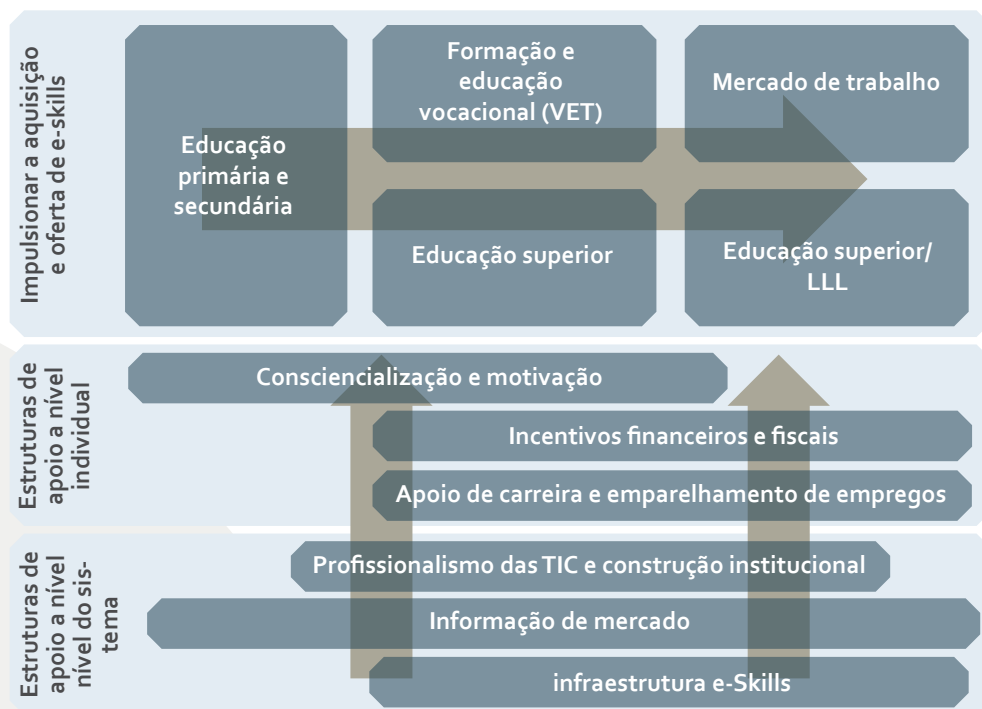 Impulsionar a aquisição
e oferta de e-skills
Educação
primária e
secundária
Formação e
educação
vocacional (VET)
Mercado de trabalho
Educação superior
Educação superior/
LLL
Estruturas de
apoio a nível
individual
Consciencialização e motivação
Incentivos financeiros e fiscais
Apoio de carreira e emparelhamento de empregos
Estruturas de
apoio a nível
nível do sis-
tema
Profissionalismo das TIC e construção institucional
Informação de mercado
infraestrutura e-Skills